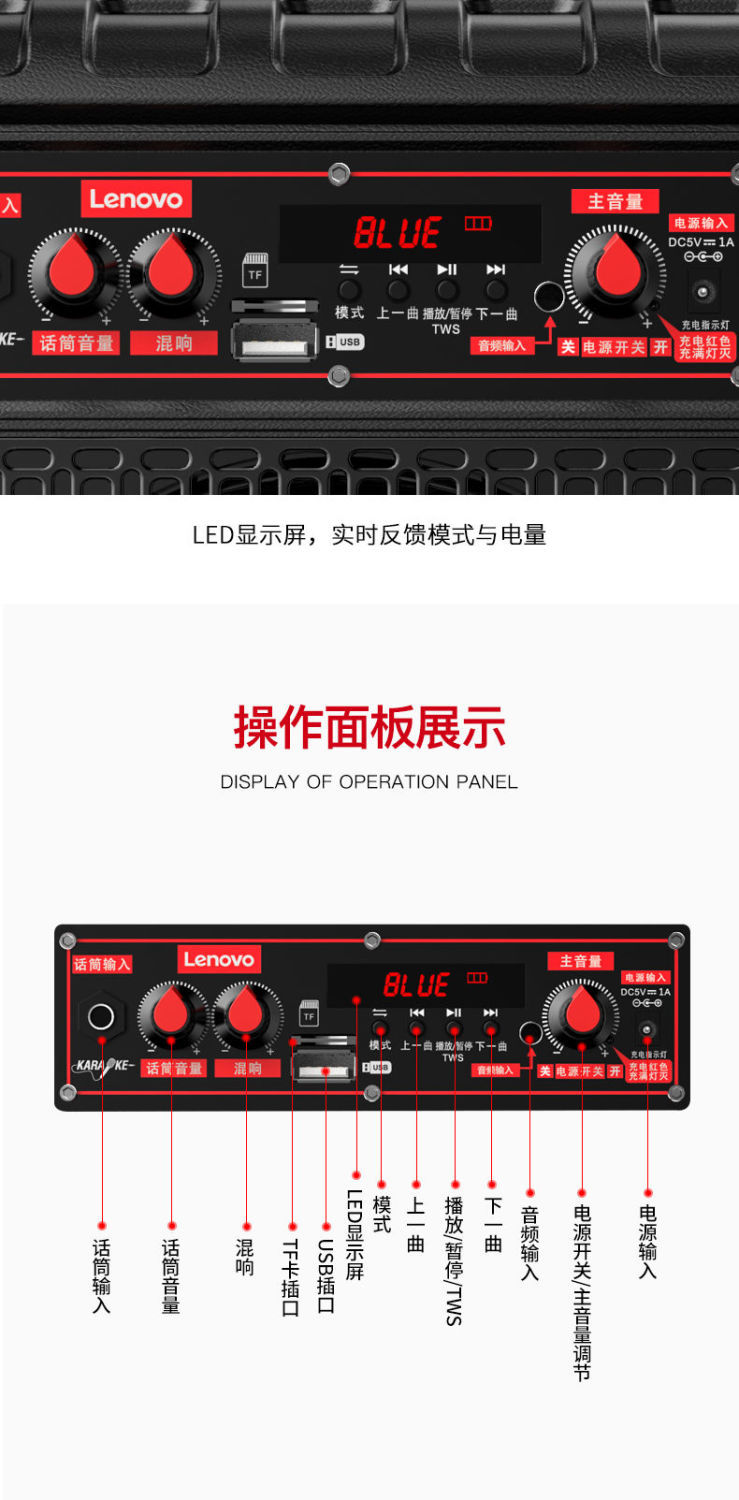 入
Lenovo
BLUE
主音量
电源输入
DC5V⎓1A
TF
模式
上一曲
播放/暂停
TWS
下一曲
KE
话筒音量
混响
USB
音频输入
关
电源开关
开
充电指示灯
充电红色
充满灯灭
LED显示屏，实时反馈模式与电量
操作面板展示
DISPLAY OF OPERATION PANEL
话筒输入
Lenovo
BLUE
主音量
电源输入
DC5V⎓1A
TF
模式
上一曲
播放/暂停
TWS
下一曲
KARAOKE
话筒音量
混响
USB
音频输入
关
电源开关
开
充电指示灯
充电红色
充满灯灭
话筒输入
话筒音量
混响
TF卡插口
USB插口
LED显示屏
模式
上一曲
播放/暂停/TWS
下一曲
音频输入
电源开关/主音量调节
电源输入